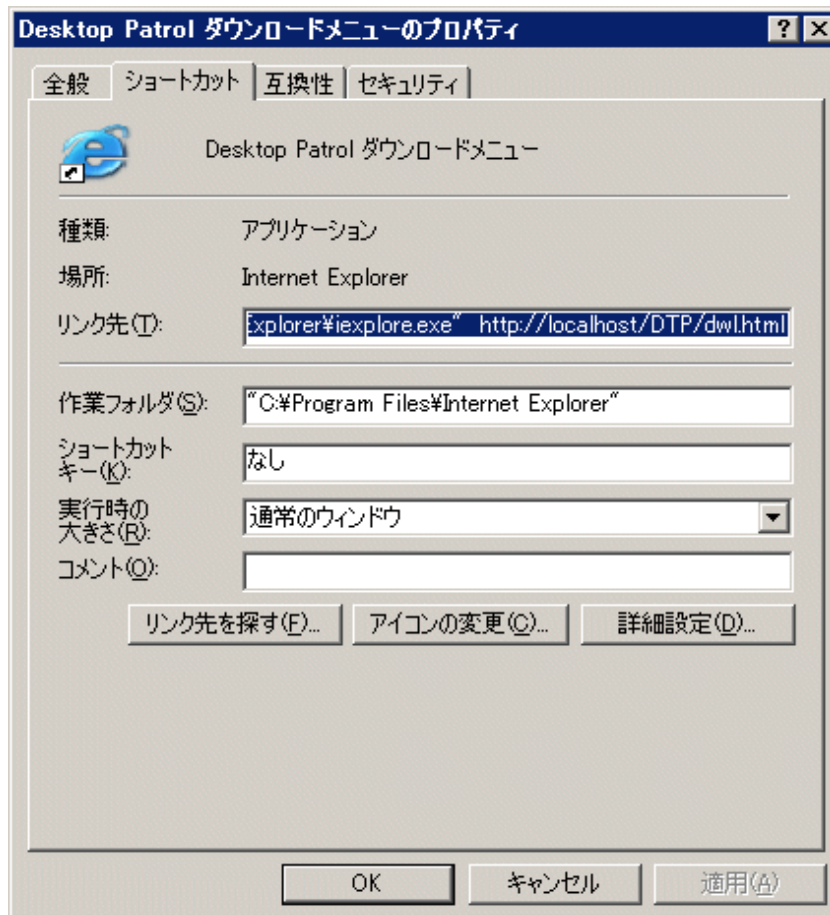 Desktop Patrol ダウンロードメニューのプロパティ
全般 ショートカット 互換性 セキュリティ
Desktop Patrol ダウンロードメニュー
種類: アプリケーション
場所: Internet Explorer
リンク先(T): Explorer¥iexplore.exe" http://localhost/DTP/dwl.html
作業フォルダ(S): "C:¥Program Files¥Internet Explorer"
ショートカット
キー(K): なし
実行時の
大きさ(R): 通常のウィンドウ
コメント(O):
リンク先を探す(F)... アイコンの変更(C)... 詳細設定(D)...
OK キャンセル 適用(A)